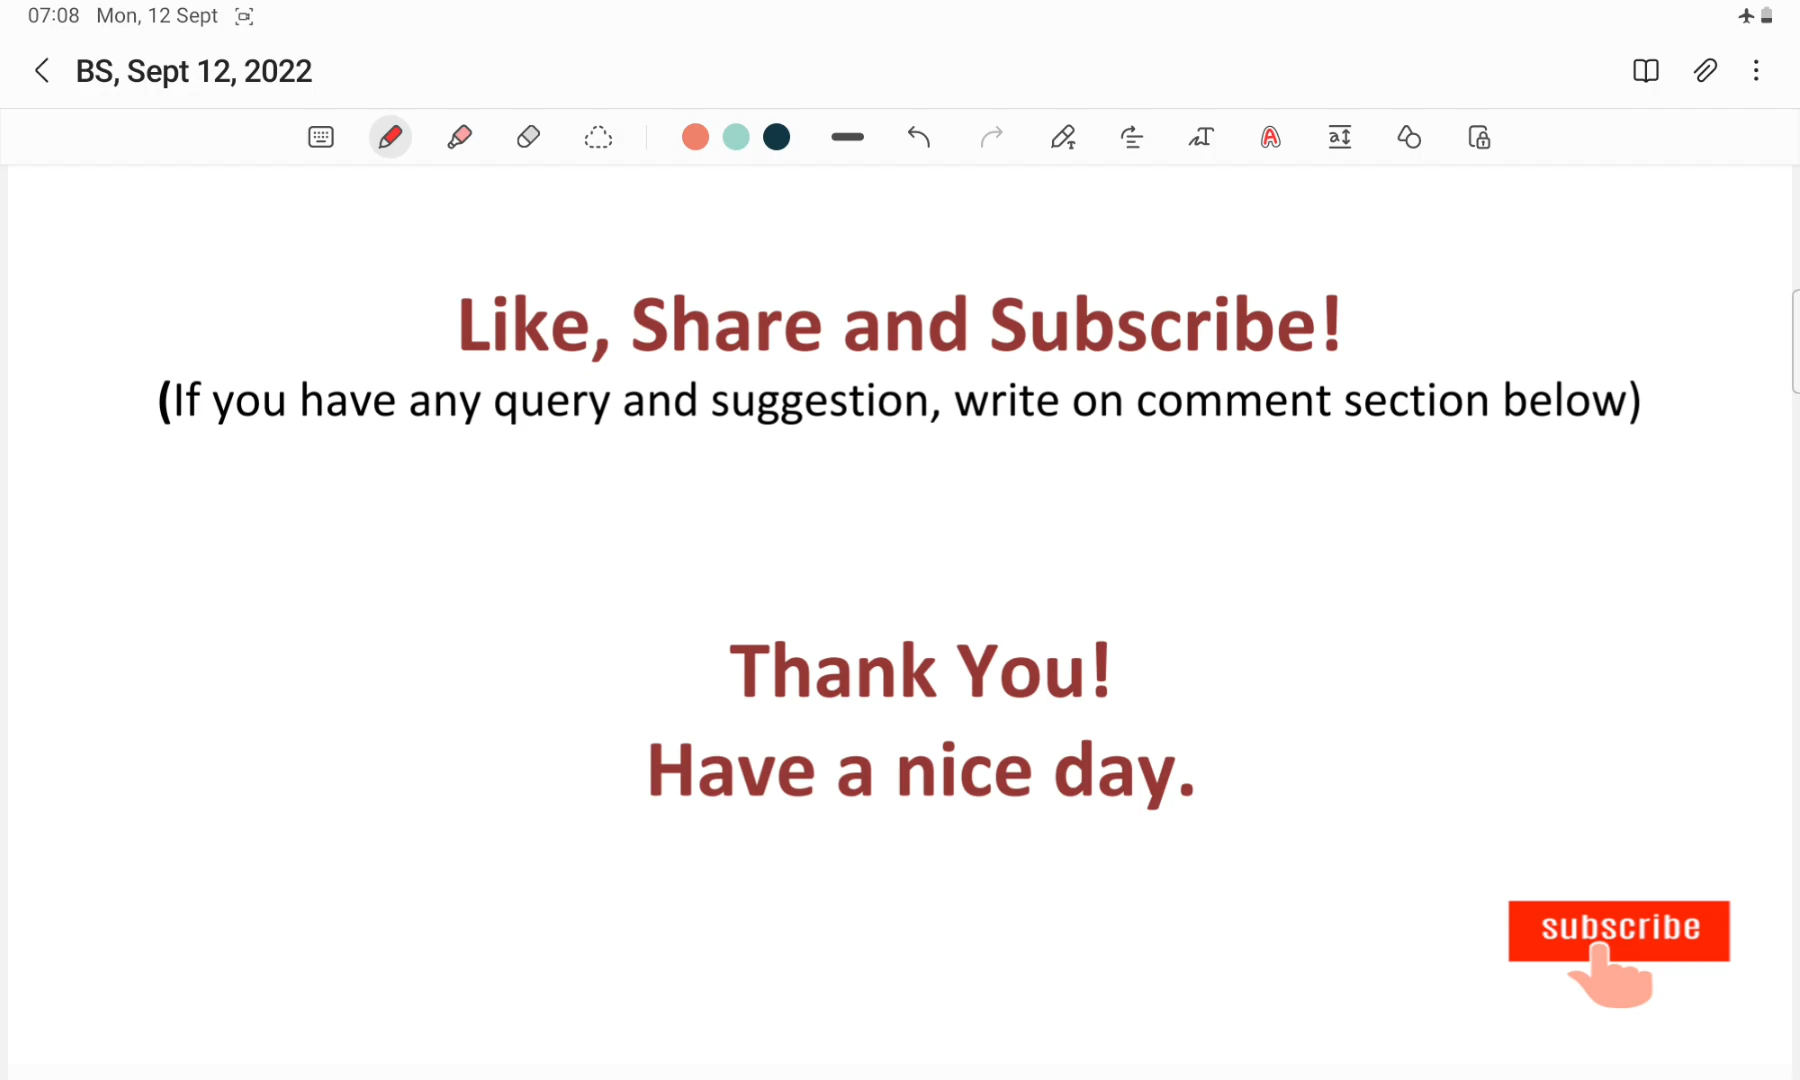 07:08 Mon, 12 Sept
BS, Sept 12, 2022
Like, Share and Subscribe!
(If you have any query and suggestion, write on comment section below)
Thank You!
Have a nice day.
subscribe